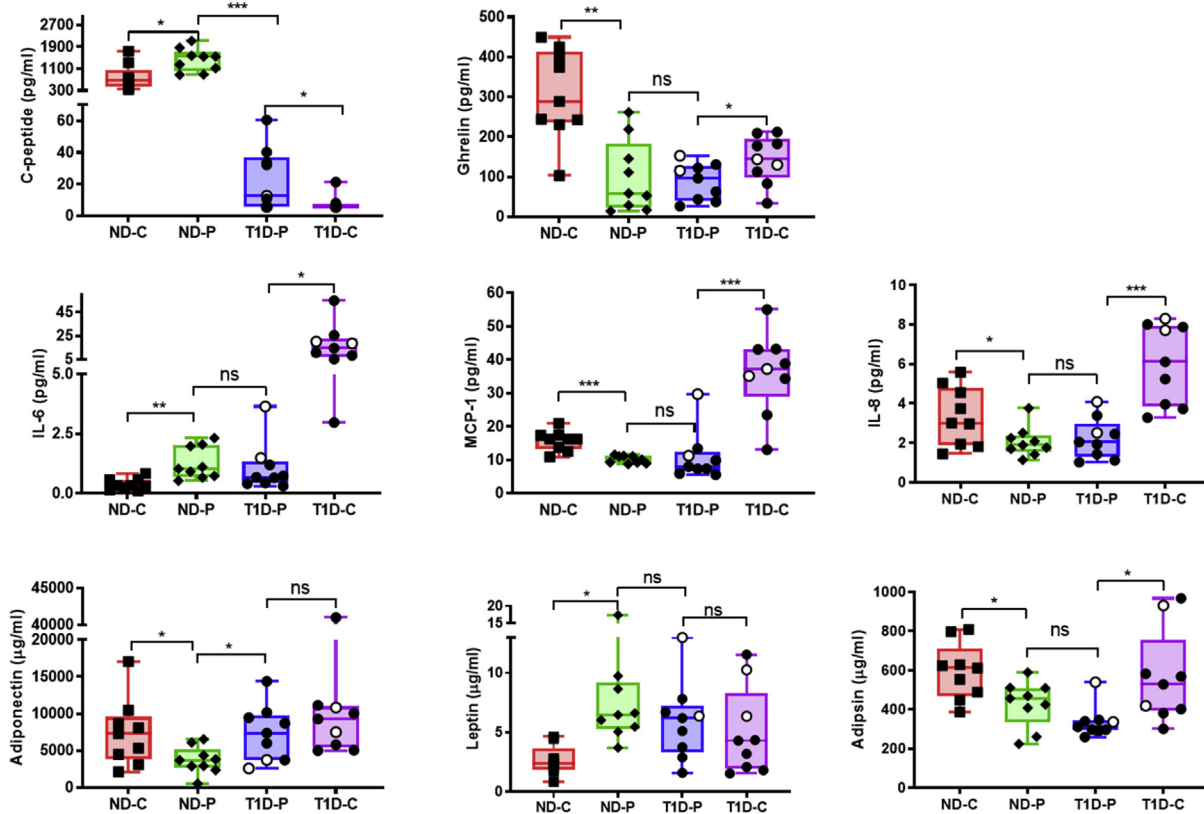 C-peptide (pg/ml)
2700
1900
1100
300
60
40
20
0
*
***
*
ND-C ND-P T1D-P T1D-C
Ghrelin (pg/ml)
500
400
300
200
100
0
**
ns
*
ND-C ND-P T1D-P T1D-C
IL-6 (pg/ml)
45
25
5
5.0
2.5
0.0
**
ns
*
ND-C ND-P T1D-P T1D-C
MCP-1 (pg/ml)
60
50
40
30
20
10
0
***
ns
***
ND-C ND-P T1D-P T1D-C
IL-8 (pg/ml)
10
8
6
4
2
0
*
ns
***
ND-C ND-P T1D-P T1D-C
Adiponectin (µg/ml)
45000
40000
20000
15000
10000
5000
0
*
*
ns
ND-C ND-P T1D-P T1D-C
Leptin (µg/ml)
20
15
10
5
0
*
ns
ns
ND-C ND-P T1D-P T1D-C
Adipsin (µg/ml)
1000
800
600
400
200
0
*
ns
*
ND-C ND-P T1D-P T1D-C